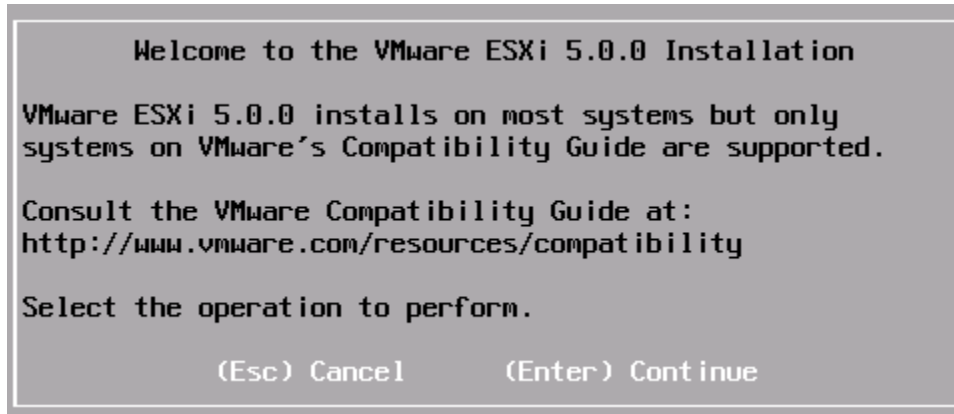 Welcome to the VMware ESXi 5.0.0 Installation
VMware ESXi 5.0.0 installs on most systems but only
systems on VMware's Compatibility Guide are supported.
Consult the VMware Compatibility Guide at:
http://www.vmware.com/resources/compatibility
Select the operation to perform.
(Esc) Cancel (Enter) Continue